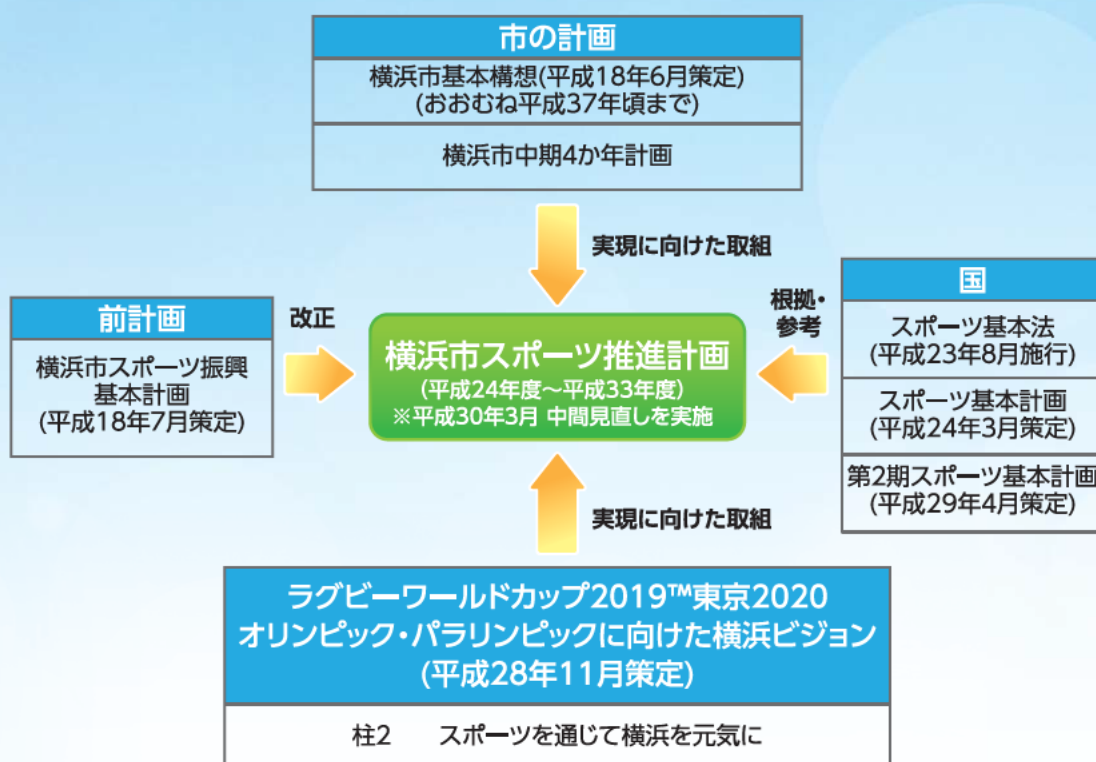 市の計画
横浜市基本構想(平成18年6月策定)
(おおむね平成37年頃まで)
横浜市中期4か年計画
実現に向けた取組
前計画
横浜市スポーツ振興
基本計画
(平成18年7月策定)
改正
横浜市スポーツ推進計画
(平成24年度〜平成33年度)
※平成30年3月 中間見直しを実施
根拠・
参考
国
スポーツ基本法
(平成23年8月施行)
スポーツ基本計画
(平成24年3月策定)
第2期スポーツ基本計画
(平成29年4月策定)
実現に向けた取組
ラグビーワールドカップ2019™東京2020
オリンピック・パラリンピックに向けた横浜ビジョン
(平成28年11月策定)
柱2 スポーツを通じて横浜を元気に